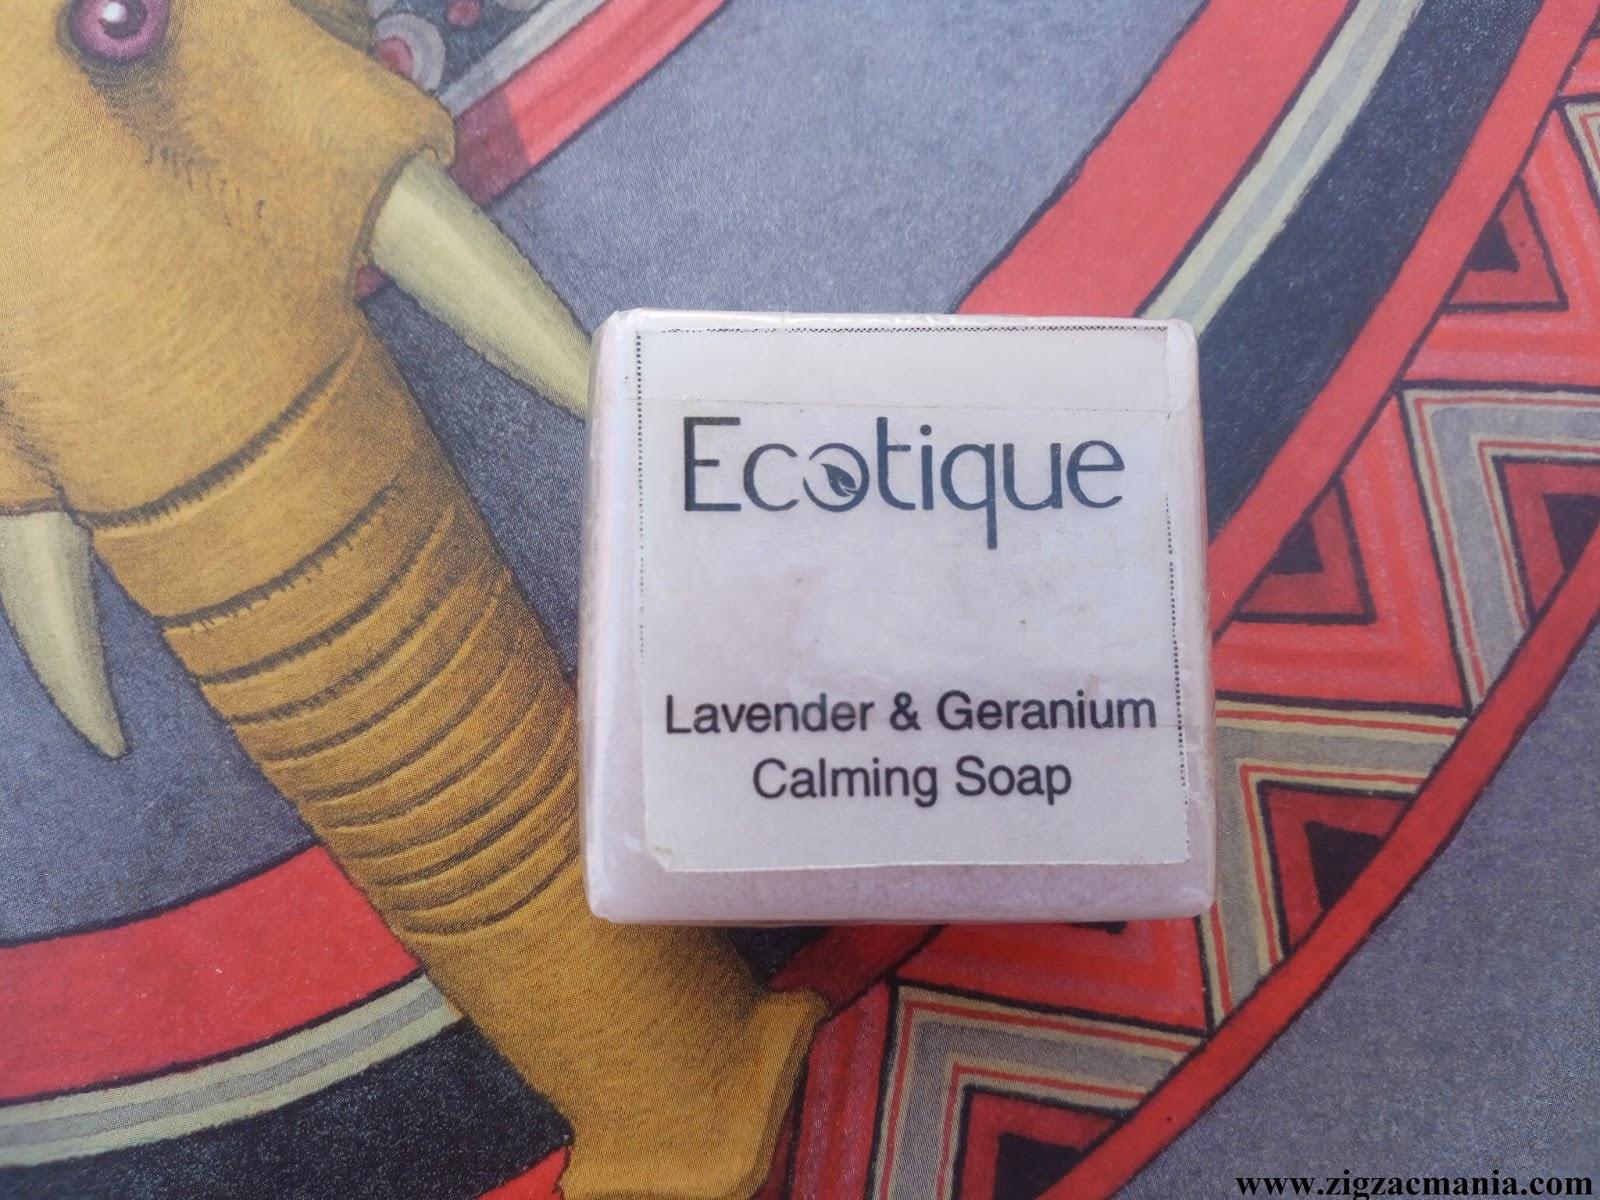 Ecotique
Lavender & Geranium
Calming Soap
www.zigzacmania.com